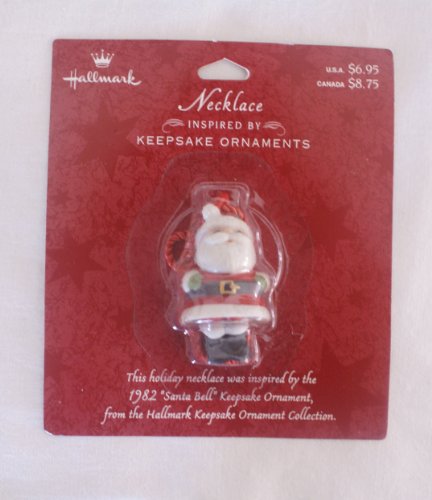 Hallmark
U.S.A. $6.95
CANADA $8.75
Necklace
INSPIRED BY
KEEPSAKE ORNAMENTS
This holiday necklace was inspired by the
1982 "Santa Bell" Keepsake Ornament,
from the Hallmark Keepsake Ornament Collection.